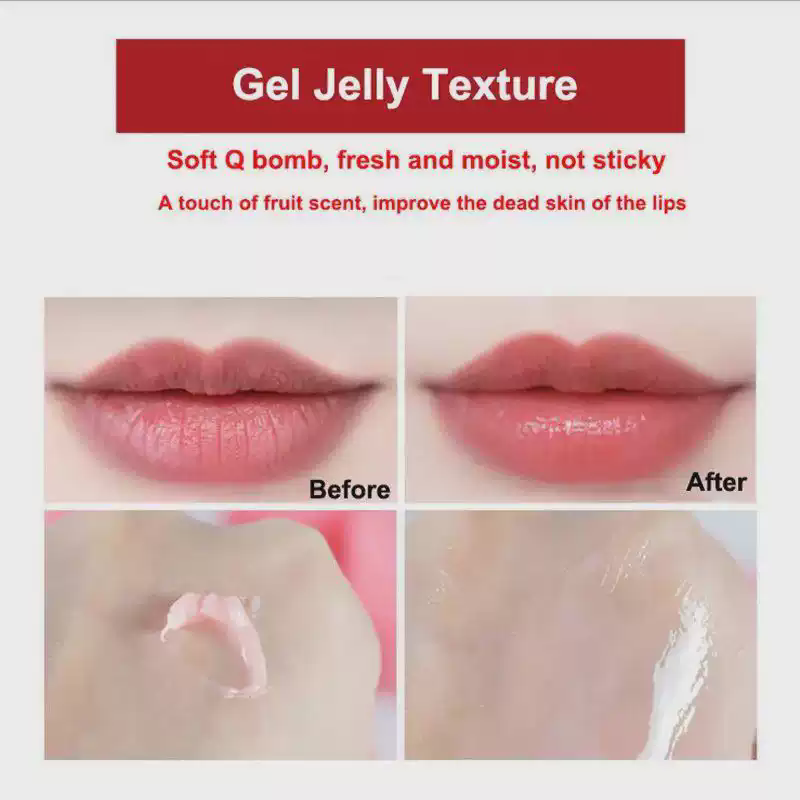 Gel Jelly Texture
Soft Q bomb, fresh and moist, not sticky
A touch of fruit scent, improve the dead skin of the lips
Before
After